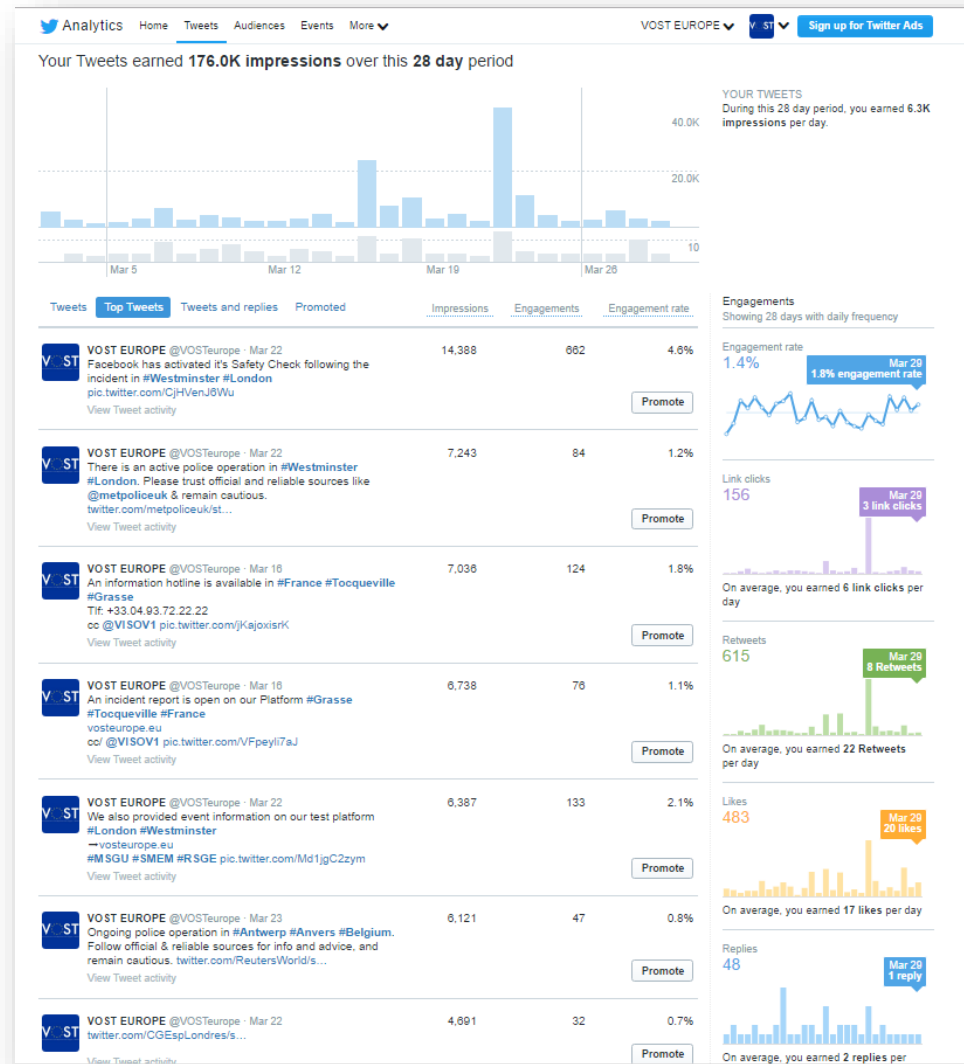 Analytics Home Tweets Audiences Events More VOST EUROPE V ST Sign up for Twitter Ads
Your Tweets earned 176.0K impressions over this 28 day period
YOUR TWEETS
During this 28 day period, you earned 6.3K
impressions per day.
40.0K
20.0K
10
Mar 5 Mar 12 Mar 19 Mar 26
Tweets Top Tweets Tweets and replies Promoted Impressions Engagements Engagement rate
V ST
VOST EUROPE @VOSTeurope · Mar 22 14,388 662 4.6%
Facebook has activated it's Safety Check following the
incident in #Westminster #London
pic.twitter.com/CjHVenJ6Wu
View Tweet activity
Promote
V ST
VOST EUROPE @VOSTeurope · Mar 22 7,243 84 1.2%
There is an active police operation in #Westminster
#London. Please trust official and reliable sources like
@metpoliceuk & remain cautious.
twitter.com/metpoliceuk/st…
View Tweet activity
Promote
V ST
VOST EUROPE @VOSTeurope · Mar 16 7,036 124 1.8%
An information hotline is available in #France #Tocqueville
#Grasse
Tlf: +33.04.93.72.22.22
cc @VISOV1 pic.twitter.com/jKajoxisrK
View Tweet activity
Promote
V ST
VOST EUROPE @VOSTeurope · Mar 16 6,738 76 1.1%
An incident report is open on our Platform #Grasse
#Tocqueville #France
vosteurope.eu
cc/ @VISOV1 pic.twitter.com/VFpeyli7aJ
View Tweet activity
Promote
V ST
VOST EUROPE @VOSTeurope · Mar 22 6,387 133 2.1%
We also provided event information on our test platform
#London #Westminster
→vosteurope.eu
#MSGU #SMEM #RSGE pic.twitter.com/Md1jgC2zym
View Tweet activity
Promote
V ST
VOST EUROPE @VOSTeurope · Mar 23 6,121 47 0.8%
Ongoing police operation in #Antwerp #Anvers #Belgium.
Follow official & reliable sources for info and advice, and
remain cautious. twitter.com/ReutersWorld/s…
View Tweet activity
Promote
V ST
VOST EUROPE @VOSTeurope · Mar 22 4,691 32 0.7%
twitter.com/CGEspLondres/s…
View Tweet activity
Promote
Engagements
Showing 28 days with daily frequency
Engagement rate
1.4%
Mar 29
1.8% engagement rate
Link clicks
156
Mar 29
3 link clicks
On average, you earned 6 link clicks per
day
Retweets
615
Mar 29
8 Retweets
On average, you earned 22 Retweets
per day
Likes
483
Mar 29
20 likes
On average, you earned 17 likes per day
Replies
48
Mar 29
1 reply
On average, you earned 2 replies per